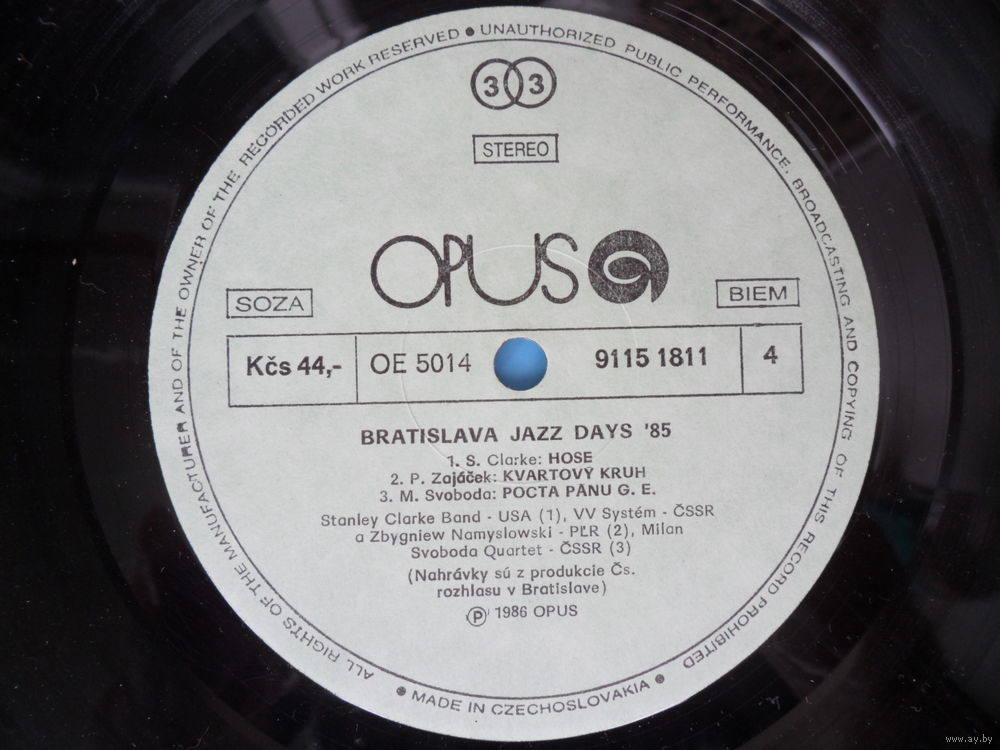 ALL RIGHTS OF THE MANUFACTURER AND OF THE OWNER OF THE RECORDED WORK RESERVED ● UNAUTHORIZED PUBLIC PERFORMANCE, BROADCASTING AND COPYING OF THIS RECORD PROHIBITED
33
STEREO
OPUS
SOZA
BIEM
Kčs 44,- OE 5014 9115 1811 4
BRATISLAVA JAZZ DAYS '85
1. S. Clarke: HOSE
2. P. Zajáček: KVARTOVÝ KRUH
3. M. Svoboda: POCTA PÁNU G. E.
Stanley Clarke Band - USA (1), VV Systém - ČSSR
a Zbygniew Namyslowski - PĽR (2), Milan
Svoboda Quartet - ČSSR (3)
(Nahrávky sú z produkcie Čs.
rozhlasu v Bratislave)
Ⓟ 1986 OPUS
● MADE IN CZECHOSLOVAKIA ●
www.ay.by